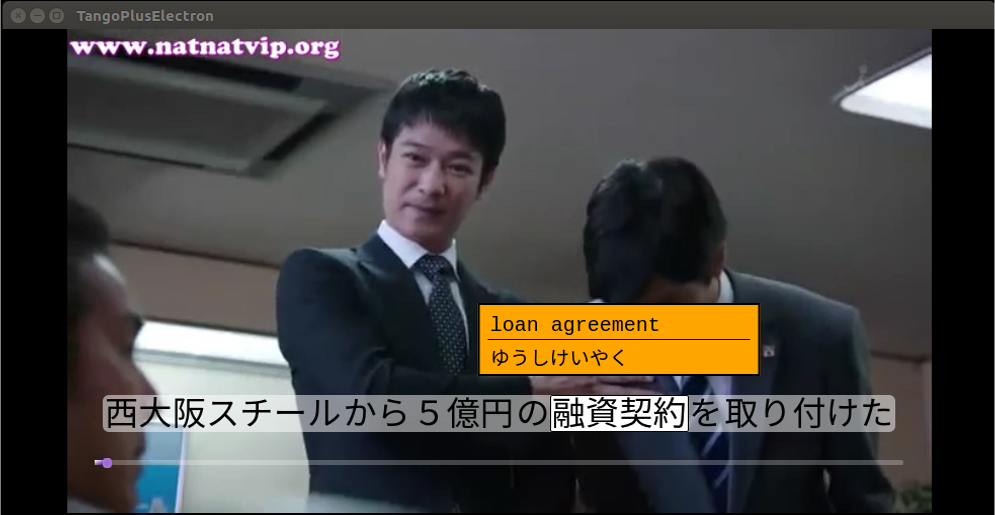 TangoPlusElectron
www.natnatvip.org
loan agreement
ゆうしけいやく
西大阪スチールから５億円の融資契約を取り付けた